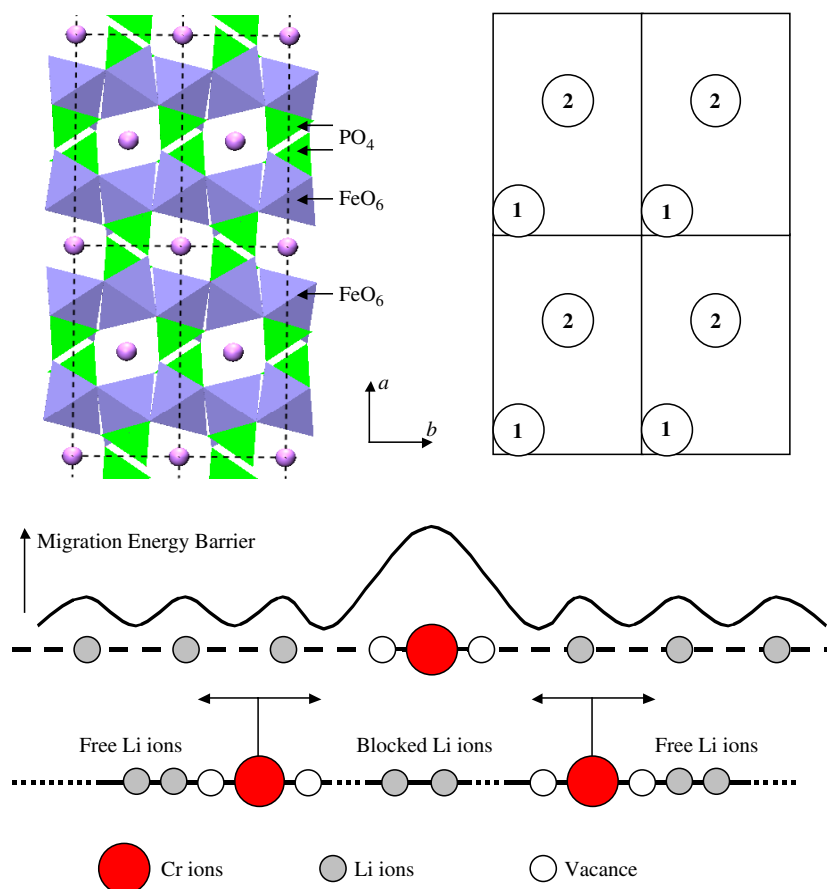 PO4
FeO6
FeO6
a
b
2 2
1 1
2 2
1 1
Migration Energy Barrier
Free Li ions Blocked Li ions Free Li ions
Cr ions Li ions Vacance